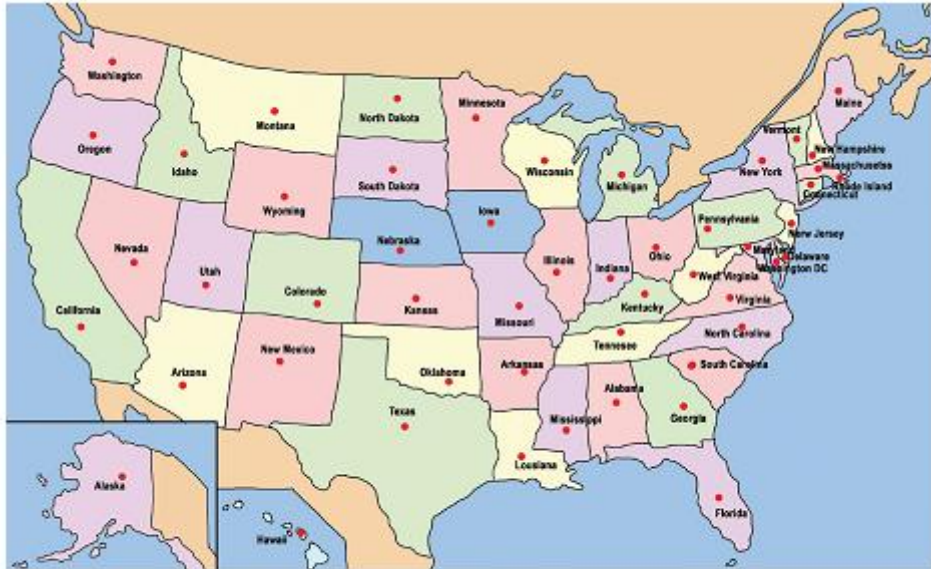 Washington
Montana
North Dakota
Minnesota
Maine
Vermont
New Hampshire
Massachusetss
Rhode Island
Connecticut
Oregon
Idaho
South Dakota
Wisconsin
Michigan
New York
Wyoming
Iowa
Pennsylvania
New Jersey
Nevada
Nebraska
Maryland
Delaware
Washington DC
Utah
Illinois
Indiana
Ohio
West Virginia
Virginia
California
Colorado
Kansas
Missouri
Kentucky
North Carolina
Tennesee
Arizona
New Mexico
Oklahoma
Arkansas
South Carolina
Texas
Alabama
Mississippi
Georgia
Lousiana
Alaska
Florida
Hawaii